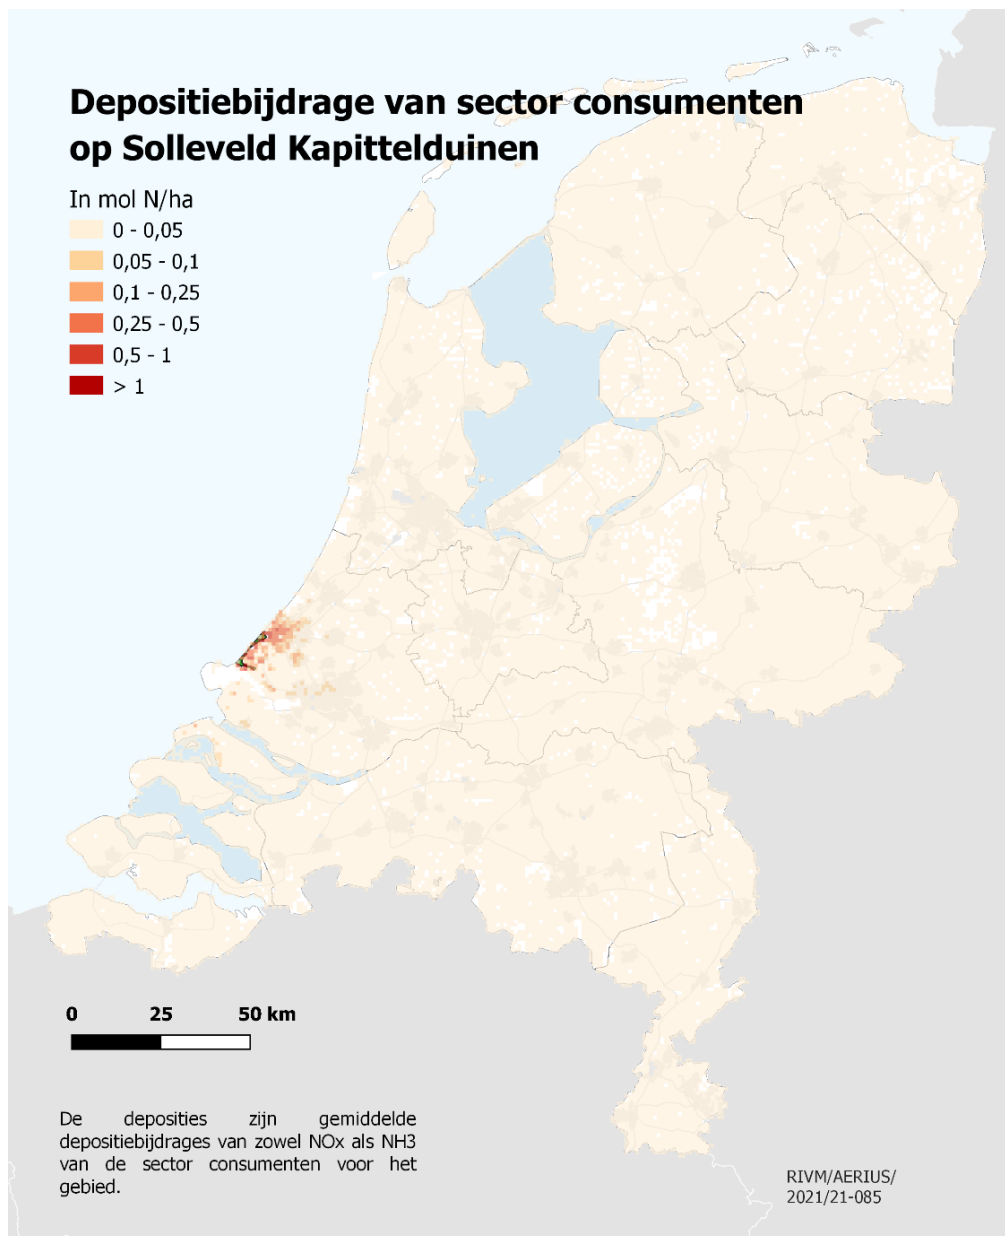 Depositiebijdrage van sector consumenten
op Solleveld Kapittelduinen
In mol N/ha
0 - 0,05
0,05 - 0,1
0,1 - 0,25
0,25 - 0,5
0,5 - 1
> 1
0 25 50 km
De deposities zijn gemiddelde
depositiebijdrages van zowel NOx als NH3
van de sector consumenten voor het
gebied.
RIVM/AERIUS/
2021/21-085